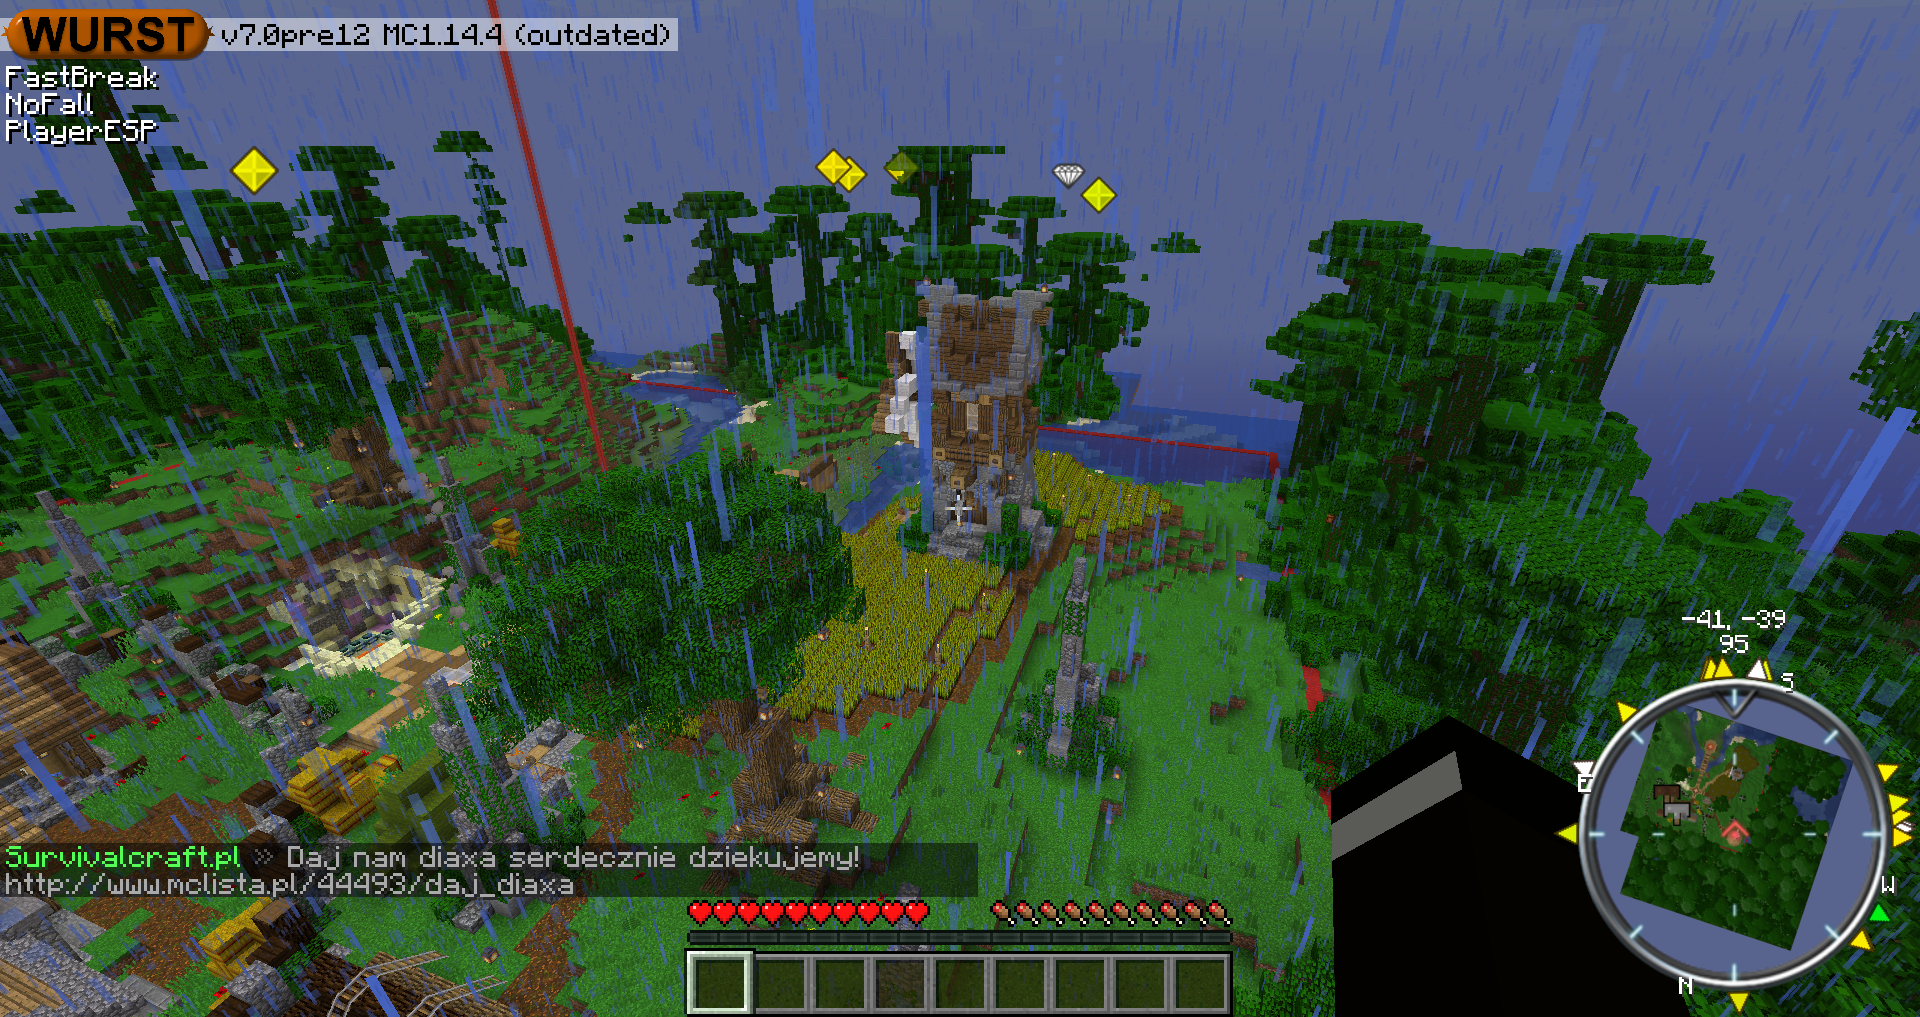 WURST v7.0pre12 MC1.14.4 (outdated)
FastBreak
NoFall
PlayerESP
-41, -39
95
S
E
W
N
Survivalcraft.pl » Daj nam diaxa serdecznie dziekujemy!
http://www.mclista.pl/44493/daj_diaxa